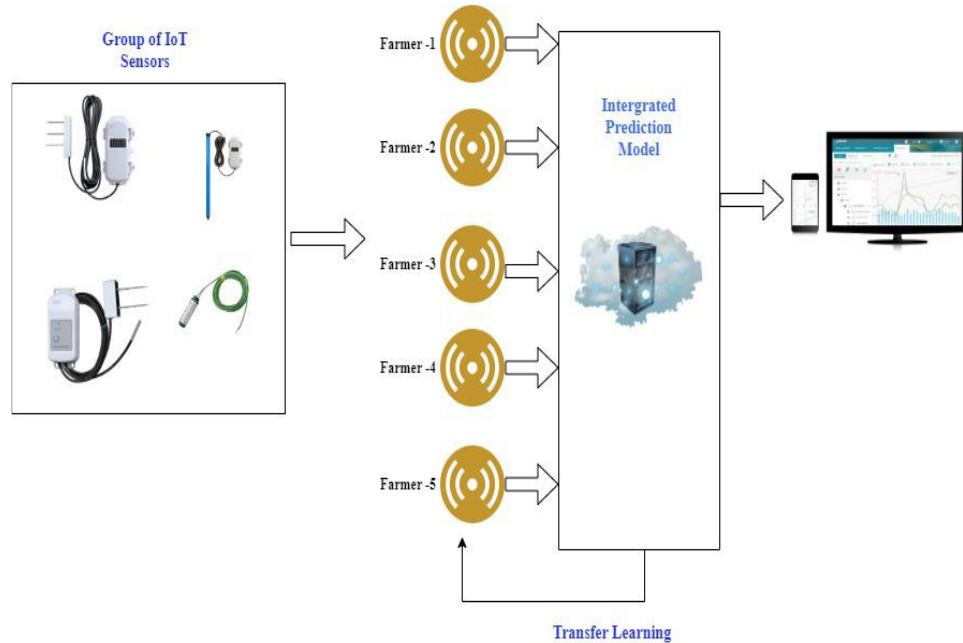 Group of IoT
Sensors
Farmer -1
Farmer -2
Farmer -3
Farmer -4
Farmer -5
Intergrated
Prediction
Model
Transfer Learning